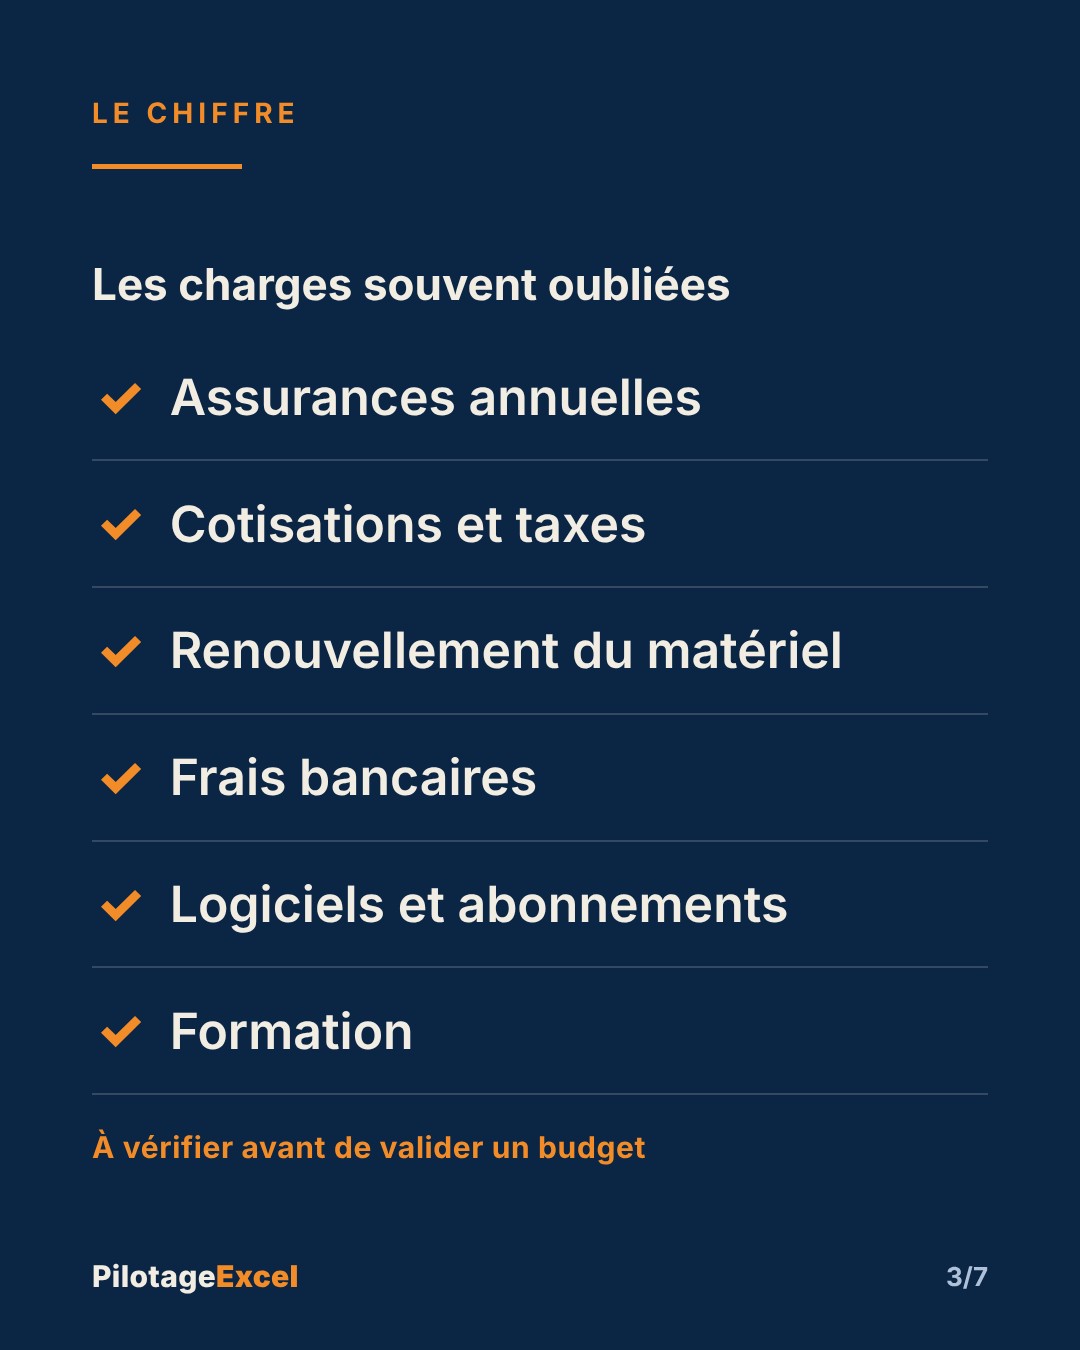 LE CHIFFRE
Les charges souvent oubliées
Assurances annuelles
Cotisations et taxes
Renouvellement du matériel
Frais bancaires
Logiciels et abonnements
Formation
À vérifier avant de valider un budget
PilotageExcel
3/7